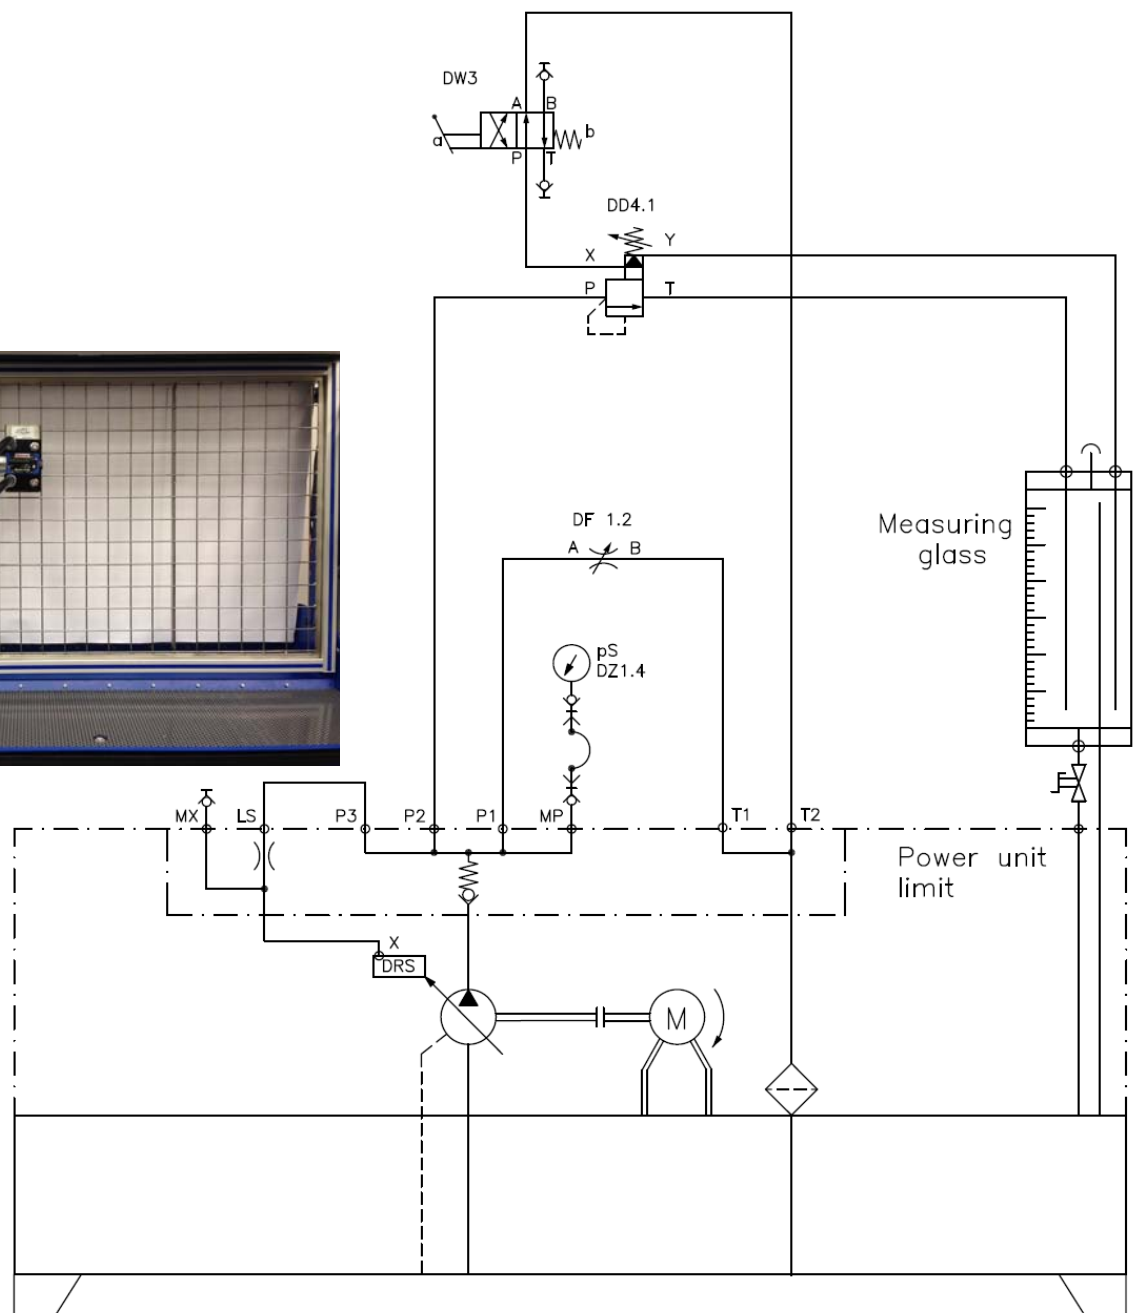 DW3
A B
a
b
P T
DD4.1
X
Y
P
T
DF 1.2
A B
Measuring
glass
pS
DZ1.4
MX LS P3 P2 P1 MP T1 T2
Power unit
limit
X
DRS
M